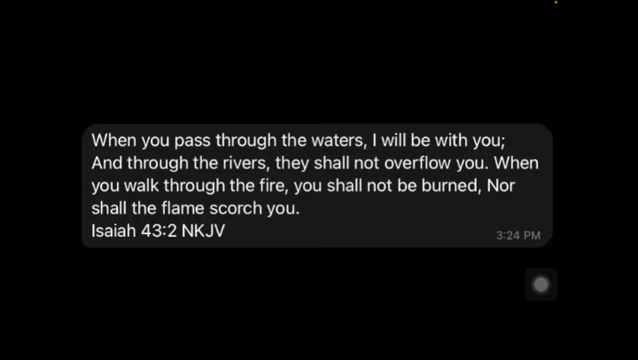 When you pass through the waters, I will be with you;
And through the rivers, they shall not overflow you. When
you walk through the fire, you shall not be burned, Nor
shall the flame scorch you.
Isaiah 43:2 NKJV
3:24 PM